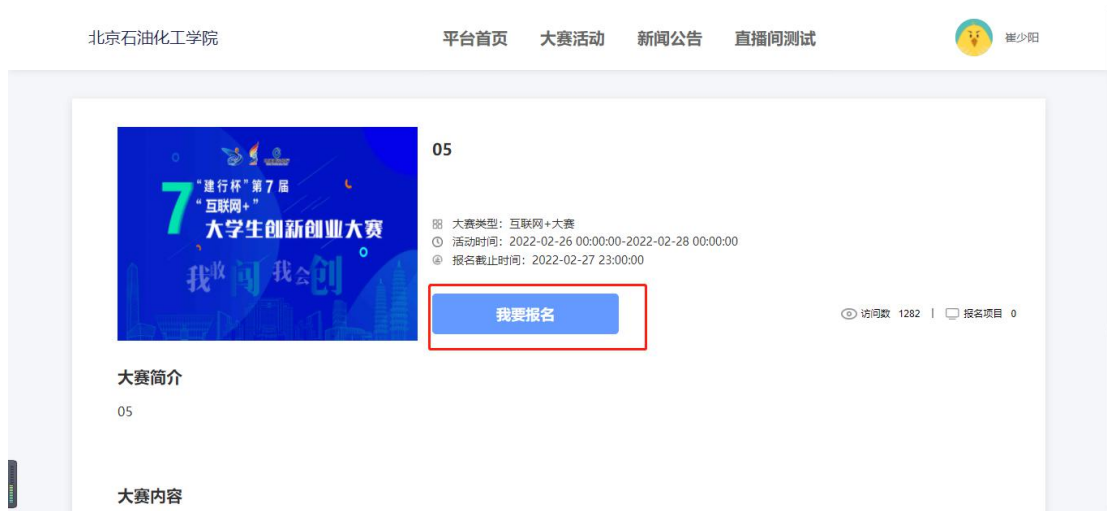 北京石油化工学院
平台首页 大赛活动 新闻公告 直播间测试
崔少阳
7
“建行杯”第7届
“互联网+”
大学生创新创业大赛
我敢闯 我会创
05
大赛类型：互联网+大赛
活动时间：2022-02-26 00:00:00-2022-02-28 00:00:00
报名截止时间：2022-02-27 23:00:00
我要报名
访问数 1282 | 报名项目 0
大赛简介
05
大赛内容